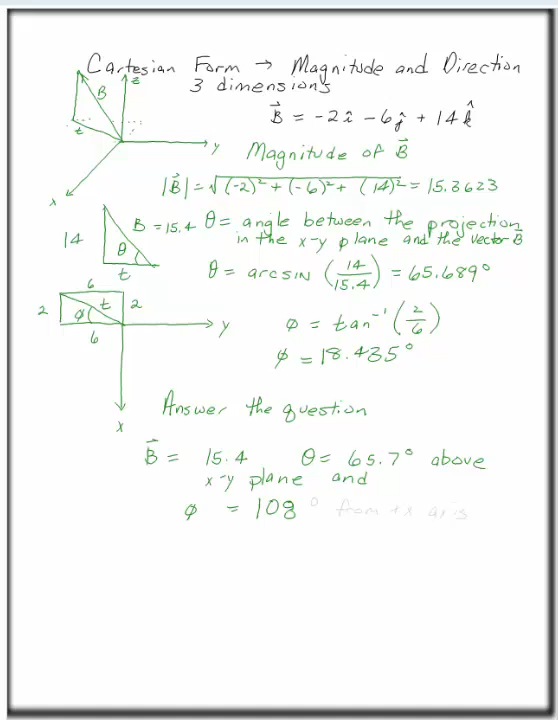 Cartesian Form → Magnitude and Direction
3 dimensions
B
z
t
y
x
B⃗ = -2î - 6ĵ + 14k̂
Magnitude of B⃗
|B⃗| = √(-2)² + (-6)² + (14)² = 15.3623
14
B = 15.4
θ
t
θ = angle between the projection
in the x-y plane and the vector B⃗
θ = arcsin (14/15.4) = 65.689°
6
2
φ
t
2
6
y
x
φ = tan⁻¹ (2/6)
φ = 18.435°
Answer the question
B⃗ = 15.4 θ = 65.7° above
x-y plane and
φ = 108° from +x axis